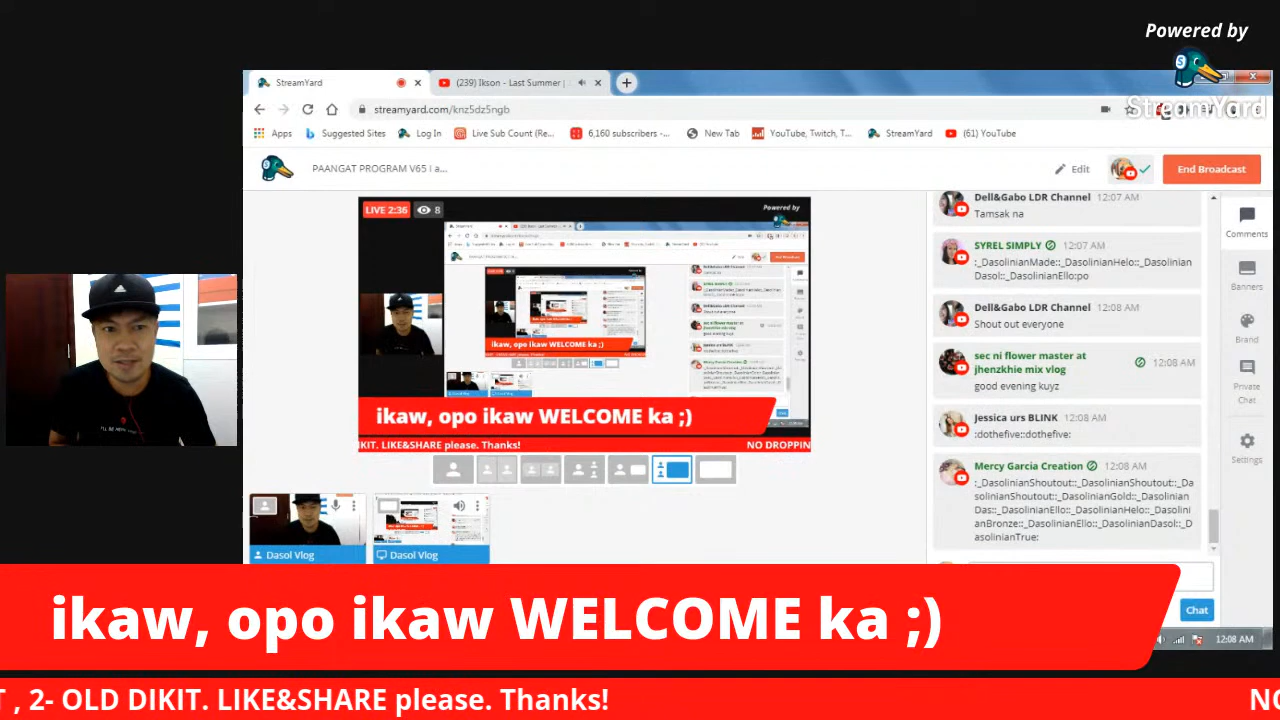 Powered by
StreamYard
StreamYard
(239) Ikson - Last Summer |
streamyard.com/knz5dz5ngb
Apps
Suggested Sites
Log In
Live Sub Count (Re...
6,160 subscribers -...
New Tab
YouTube, Twitch, T...
StreamYard
(61) YouTube
PAANGAT PROGRAM V65 I a...
Edit
End Broadcast
LIVE 2:36
8
Powered by
ikaw, opo ikaw WELCOME ka ;)
ikaw, opo ikaw WELCOME ka ;)
IKIT. LIKE&SHARE please. Thanks!
NO DROPPIN
Dasol Vlog
Dasol Vlog
Dell&Gabo LDR Channel 12:07 AM
Tamsak na
SYREL SIMPLY 12:07 AM
:_DasolinianMade::_DasolinianHelo::_Dasolinian
Dasol::_DasolinianEllo:po
Dell&Gabo LDR Channel 12:08 AM
Shout out everyone
sec ni flower master at
jhenzkhie mix vlog 12:08 AM
good evening kuyz
Jessica urs BLINK 12:08 AM
:dothefive::dothefive:
Mercy Garcia Creation 12:08 AM
:_DasolinianShoutout::_DasolinianShoutout::_Da
solinianShoutout::_DasolinianGold::_Dasolinian
Das::_DasolinianEllo::_DasolinianHelo::_Dasolini
anBronze::_DasolinianEllo::_DasolinianDasol::_D
asolinianTrue:
Comments
Banners
Brand
Private
Chat
Settings
Chat
12:08 AM
ikaw, opo ikaw WELCOME ka ;)
T , 2- OLD DIKIT. LIKE&SHARE please. Thanks!
NO